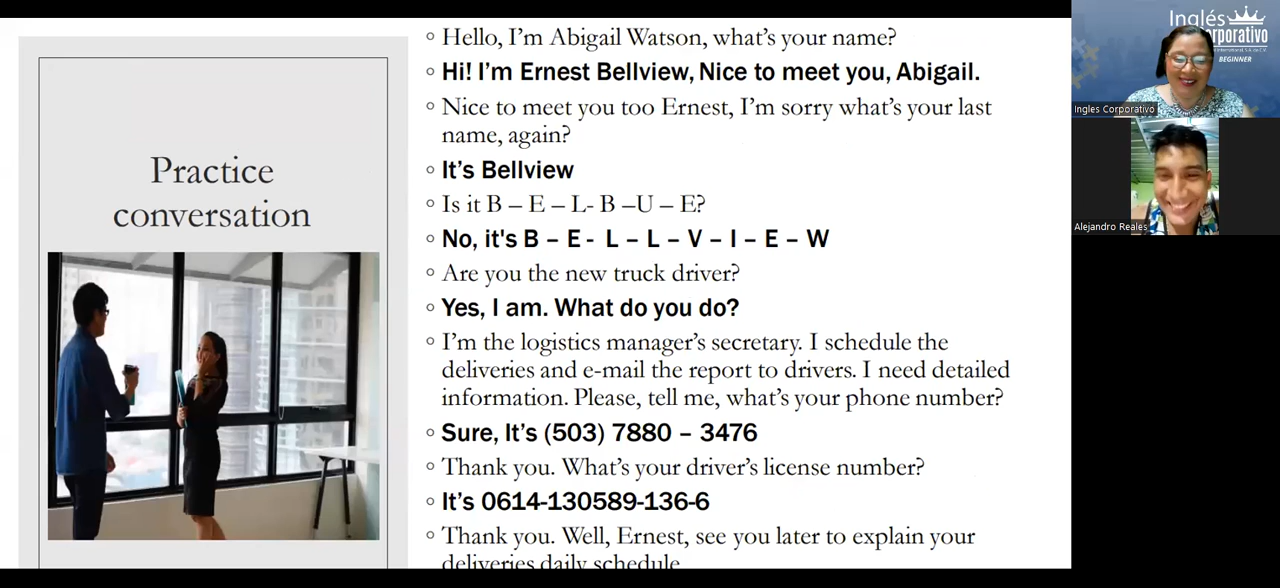 Practice
conversation
Hello, I'm Abigail Watson, what's your name?
Hi! I'm Ernest Bellview, Nice to meet you, Abigail.
Nice to meet you too Ernest, I'm sorry what's your last
name, again?
It's Bellview
Is it B – E – L- B –U – E?
No, it's B – E - L – L – V – I – E – W
Are you the new truck driver?
Yes, I am. What do you do?
I'm the logistics manager's secretary. I schedule the
deliveries and e-mail the report to drivers. I need detailed
information. Please, tell me, what's your phone number?
Sure, It's (503) 7880 – 3476
Thank you. What's your driver's license number?
It's 0614-130589-136-6
Thank you. Well, Ernest, see you later to explain your
deliveries daily schedule
Inglés
BEGINNER
Ingles Corporativo
Alejandro Reales